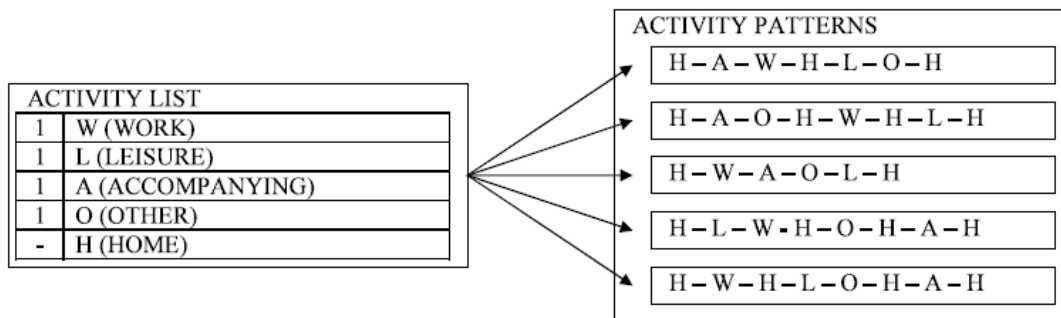 ACTIVITY LIST
1 W (WORK)
1 L (LEISURE)
1 A (ACCOMPANYING)
1 O (OTHER)
- H (HOME)
ACTIVITY PATTERNS
H – A – W – H – L – O – H
H – A – O – H – W – H – L – H
H – W – A – O – L – H
H – L – W - H – O – H – A – H
H – W – H – L – O – H – A – H